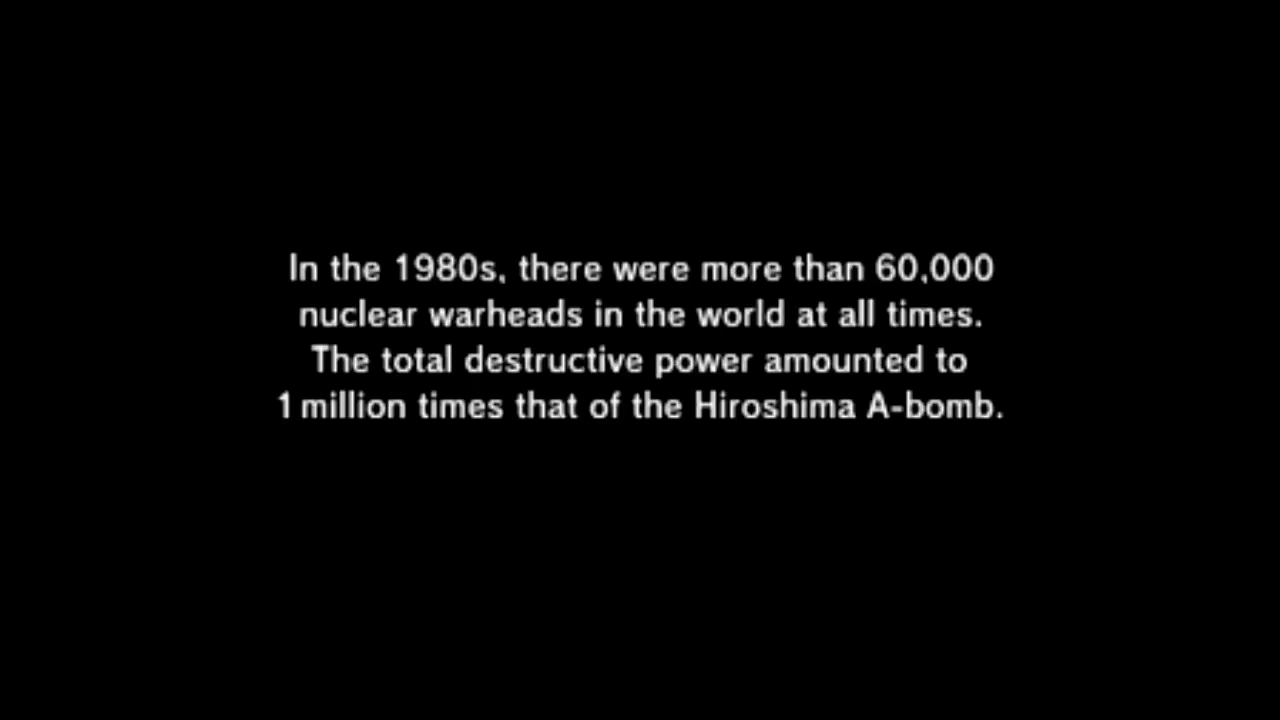 In the 1980s, there were more than 60,000
nuclear warheads in the world at all times.
The total destructive power amounted to
1 million times that of the Hiroshima A-bomb.